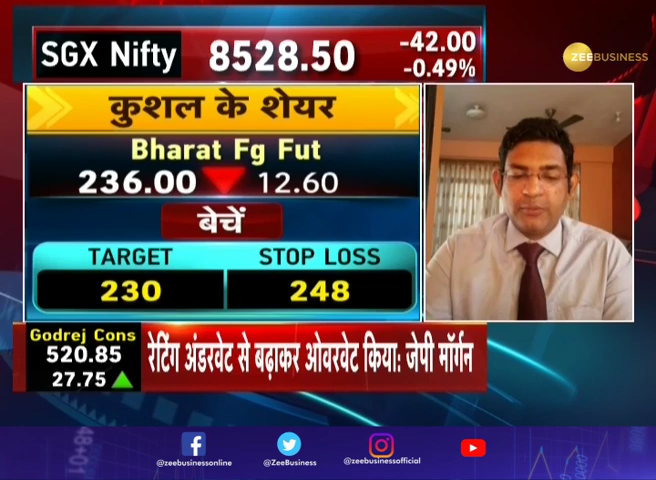 SGX Nifty 8528.50 -42.00
-0.49%
ZEEBUSINESS
कुशल के शेयर
Bharat Fg Fut
236.00 12.60
बेचें
TARGET STOP LOSS
230 248
Godrej Cons
520.85
27.75
रेटिंग अंडरवेट से बढ़ाकर ओवरवेट किया: जेपी मॉर्गन
@zeebusinessonline @ZeeBusiness @zeebusinessofficial